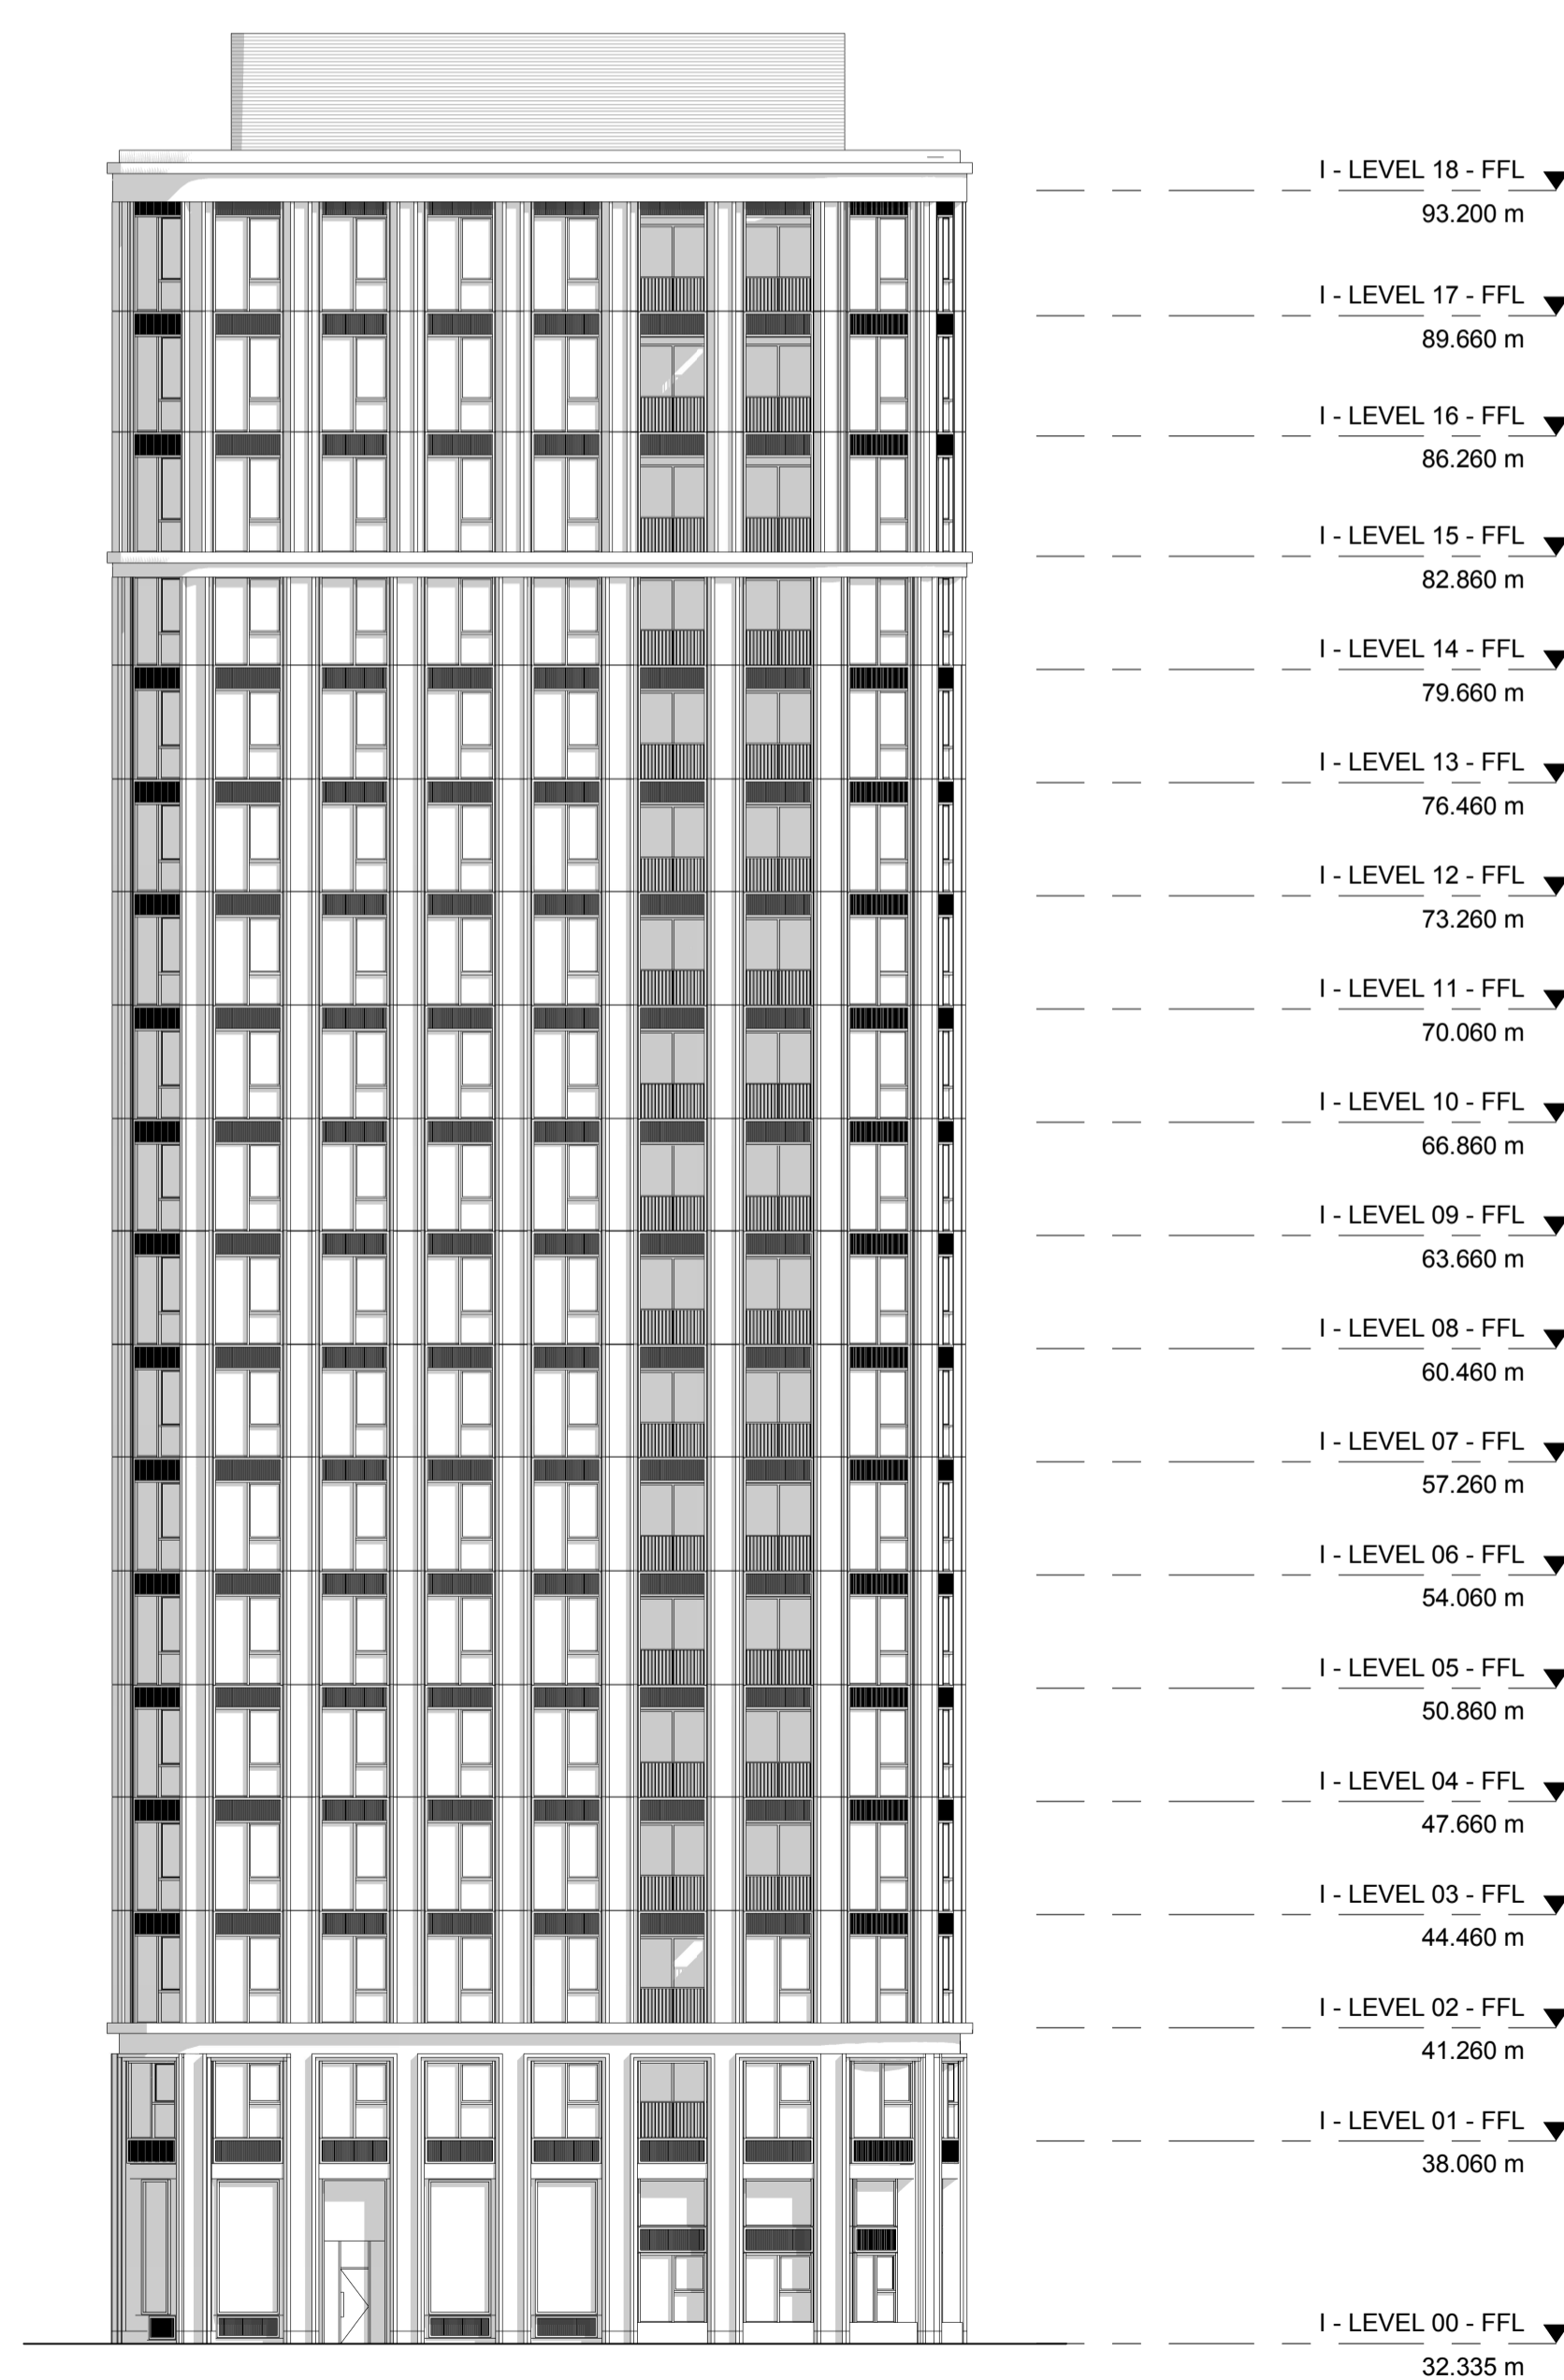 I - LEVEL 18 - FFL
93.200 m
I - LEVEL 17 - FFL
89.660 m
I - LEVEL 16 - FFL
86.260 m
I - LEVEL 15 - FFL
82.860 m
I - LEVEL 14 - FFL
79.660 m
I - LEVEL 13 - FFL
76.460 m
I - LEVEL 12 - FFL
73.260 m
I - LEVEL 11 - FFL
70.060 m
I - LEVEL 10 - FFL
66.860 m
I - LEVEL 09 - FFL
63.660 m
I - LEVEL 08 - FFL
60.460 m
I - LEVEL 07 - FFL
57.260 m
I - LEVEL 06 - FFL
54.060 m
I - LEVEL 05 - FFL
50.860 m
I - LEVEL 04 - FFL
47.660 m
I - LEVEL 03 - FFL
44.460 m
I - LEVEL 02 - FFL
41.260 m
I - LEVEL 01 - FFL
38.060 m
I - LEVEL 00 - FFL
32.335 m